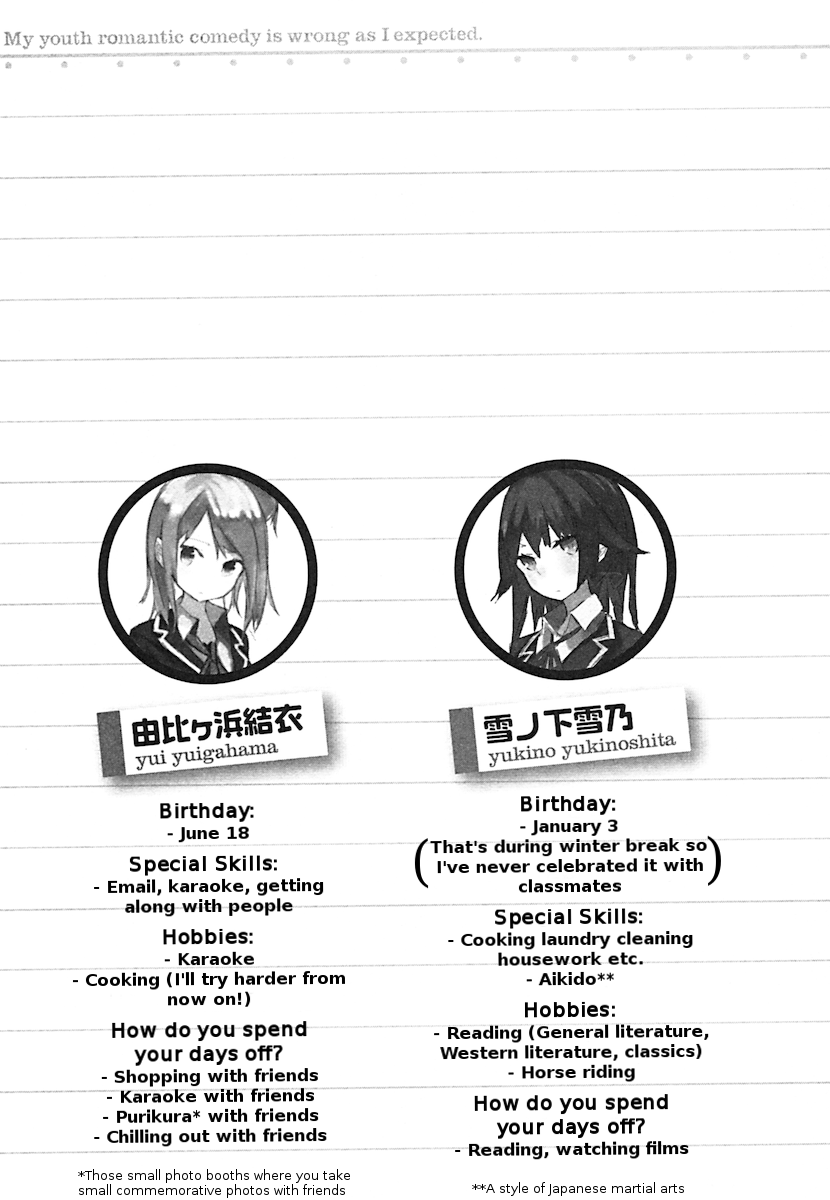 My youth romantic comedy is wrong as I expected.
由比ヶ浜結衣
yui yuigahama
Birthday:
- June 18
Special Skills:
- Email, karaoke, getting
along with people
Hobbies:
- Karaoke
- Cooking (I'll try harder from
now on!)
How do you spend
your days off?
- Shopping with friends
- Karaoke with friends
- Purikura* with friends
- Chilling out with friends
*Those small photo booths where you take
small commemorative photos with friends
雪ノ下雪乃
yukino yukinoshita
Birthday:
- January 3
(That's during winter break so
I've never celebrated it with
classmates)
Special Skills:
- Cooking laundry cleaning
housework etc.
- Aikido**
Hobbies:
- Reading (General literature,
Western literature, classics)
- Horse riding
How do you spend
your days off?
- Reading, watching films
**A style of Japanese martial arts